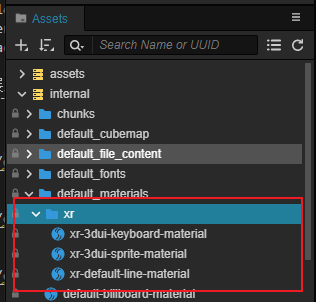 Assets
Search Name or UUID
assets
internal
chunks
default_cubemap
default_file_content
default_fonts
default_materials
xr
xr-3dui-keyboard-material
xr-3dui-sprite-material
xr-default-line-material
default-billboard-material